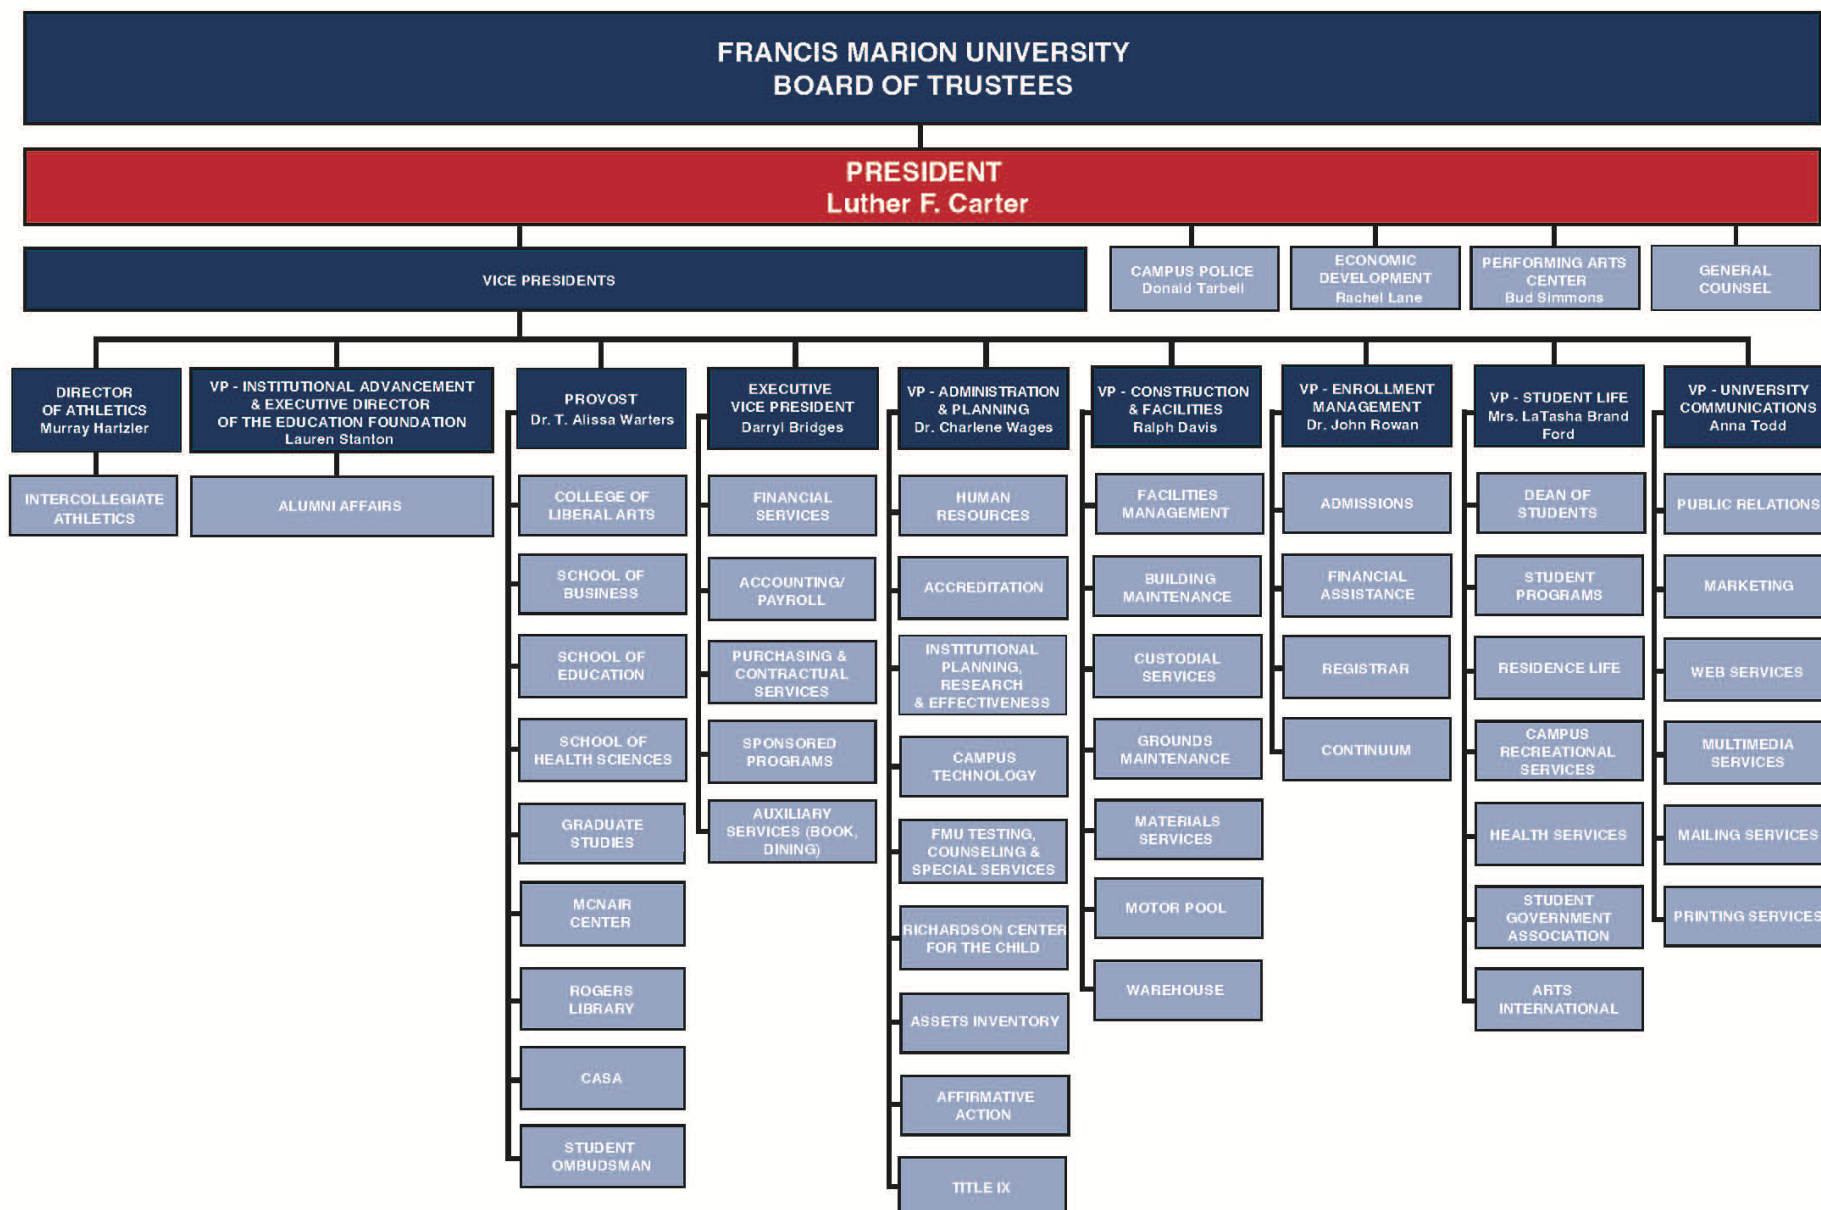 FRANCIS MARION UNIVERSITY
BOARD OF TRUSTEES
PRESIDENT
Luther F. Carter
VICE PRESIDENTS
CAMPUS POLICE
Donald Tarbell
ECONOMIC
DEVELOPMENT
Rachel Lane
PERFORMING ARTS
CENTER
Bud Simmons
GENERAL
COUNSEL
DIRECTOR
OF ATHLETICS
Murray Hartzler
VP - INSTITUTIONAL ADVANCEMENT
& EXECUTIVE DIRECTOR
OF THE EDUCATION FOUNDATION
Lauren Stanton
PROVOST
Dr. T. Alissa Warters
EXECUTIVE
VICE PRESIDENT
Darryl Bridges
VP - ADMINISTRATION
& PLANNING
Dr. Charlene Wages
VP - CONSTRUCTION
& FACILITIES
Ralph Davis
VP - ENROLLMENT
MANAGEMENT
Dr. John Rowan
VP - STUDENT LIFE
Mrs. LaTasha Brand
Ford
VP - UNIVERSITY
COMMUNICATIONS
Anna Todd
INTERCOLLEGIATE
ATHLETICS
ALUMNI AFFAIRS
COLLEGE OF
LIBERAL ARTS
SCHOOL OF
BUSINESS
SCHOOL OF
EDUCATION
SCHOOL OF
HEALTH SCIENCES
GRADUATE
STUDIES
MCNAIR
CENTER
ROGERS
LIBRARY
CASA
STUDENT
OMBUDSMAN
FINANCIAL
SERVICES
ACCOUNTING/
PAYROLL
PURCHASING &
CONTRACTUAL
SERVICES
SPONSORED
PROGRAMS
AUXILIARY
SERVICES (BOOK,
DINING)
HUMAN
RESOURCES
ACCREDITATION
INSTITUTIONAL
PLANNING,
RESEARCH
& EFFECTIVENESS
CAMPUS
TECHNOLOGY
FMU TESTING,
COUNSELING &
SPECIAL SERVICES
RICHARDSON CENTER
FOR THE CHILD
ASSETS INVENTORY
AFFIRMATIVE
ACTION
TITLE IX
FACILITIES
MANAGEMENT
BUILDING
MAINTENANCE
CUSTODIAL
SERVICES
GROUNDS
MAINTENANCE
MATERIALS
SERVICES
MOTOR POOL
WAREHOUSE
ADMISSIONS
FINANCIAL
ASSISTANCE
REGISTRAR
CONTINUUM
DEAN OF
STUDENTS
STUDENT
PROGRAMS
RESIDENCE LIFE
CAMPUS
RECREATIONAL
SERVICES
HEALTH SERVICES
STUDENT
GOVERNMENT
ASSOCIATION
ARTS
INTERNATIONAL
PUBLIC RELATIONS
MARKETING
WEB SERVICES
MULTIMEDIA
SERVICES
MAILING SERVICES
PRINTING SERVICES